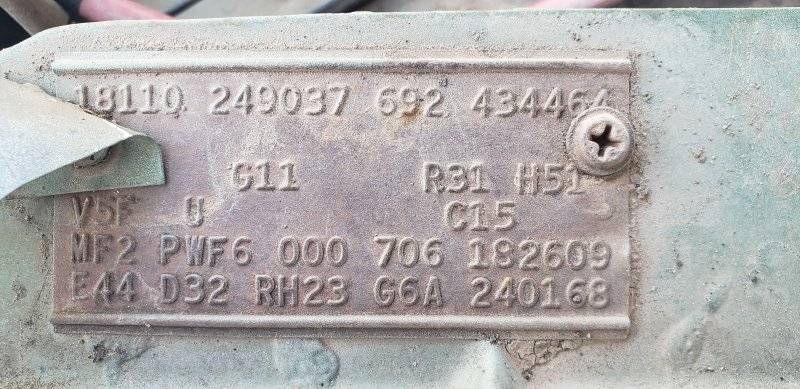 18110 249037 692 434464
G11 R31 H51
V5F U C15
MF2 PWF6 000 706 182609
E44 D32 RH23 G6A 240168